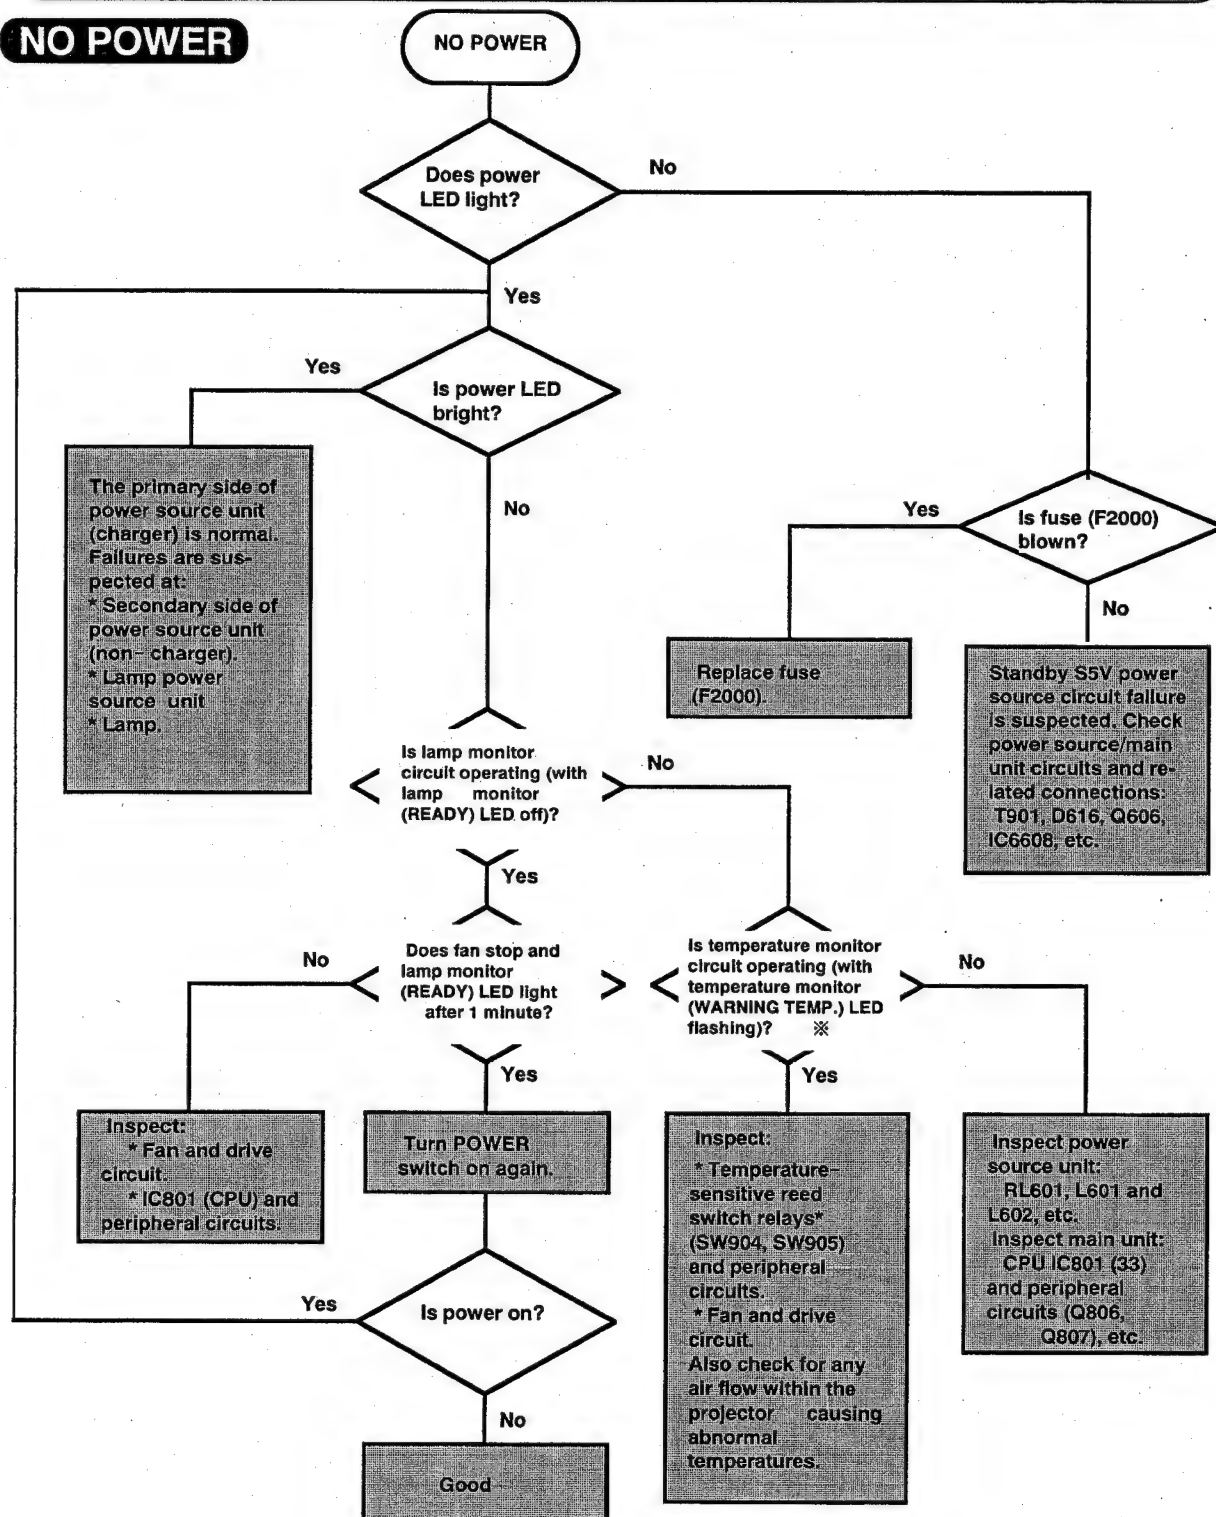 NO POWER
NO POWER
Does power
LED light?
No
Yes
Is power LED
bright?
Yes
No
The primary side of
power source unit
(charger) is normal.
Failures are sus-
pected at:
* Secondary side of
power source unit
(non- charger).
* Lamp power
source unit
* Lamp.
Is fuse (F2000)
blown?
Yes
No
Replace fuse
(F2000).
Standby S5V power
source circuit failure
is suspected. Check
power source/main
unit circuits and re-
lated connections:
T901, D616, Q606,
IC6608, etc.
Is lamp monitor
circuit operating (with
lamp monitor
(READY) LED off)?
No
Yes
Does fan stop and
lamp monitor
(READY) LED light
after 1 minute?
No
Yes
Is temperature monitor
circuit operating (with
temperature monitor
(WARNING TEMP.) LED
flashing)? ※
No
Yes
Inspect:
* Fan and drive
circuit.
* IC801 (CPU) and
peripheral circuits.
Turn POWER
switch on again.
Inspect:
* Temperature-
sensitive reed
switch relays*
(SW904, SW905)
and peripheral
circuits.
* Fan and drive
circuit.
Also check for any
air flow within the
projector causing
abnormal
temperatures.
Inspect power
source unit:
RL601, L601 and
L602, etc.
Inspect main unit:
CPU IC801 (33)
and peripheral
circuits (Q806,
Q807), etc.
Is power on?
Yes
No
Good